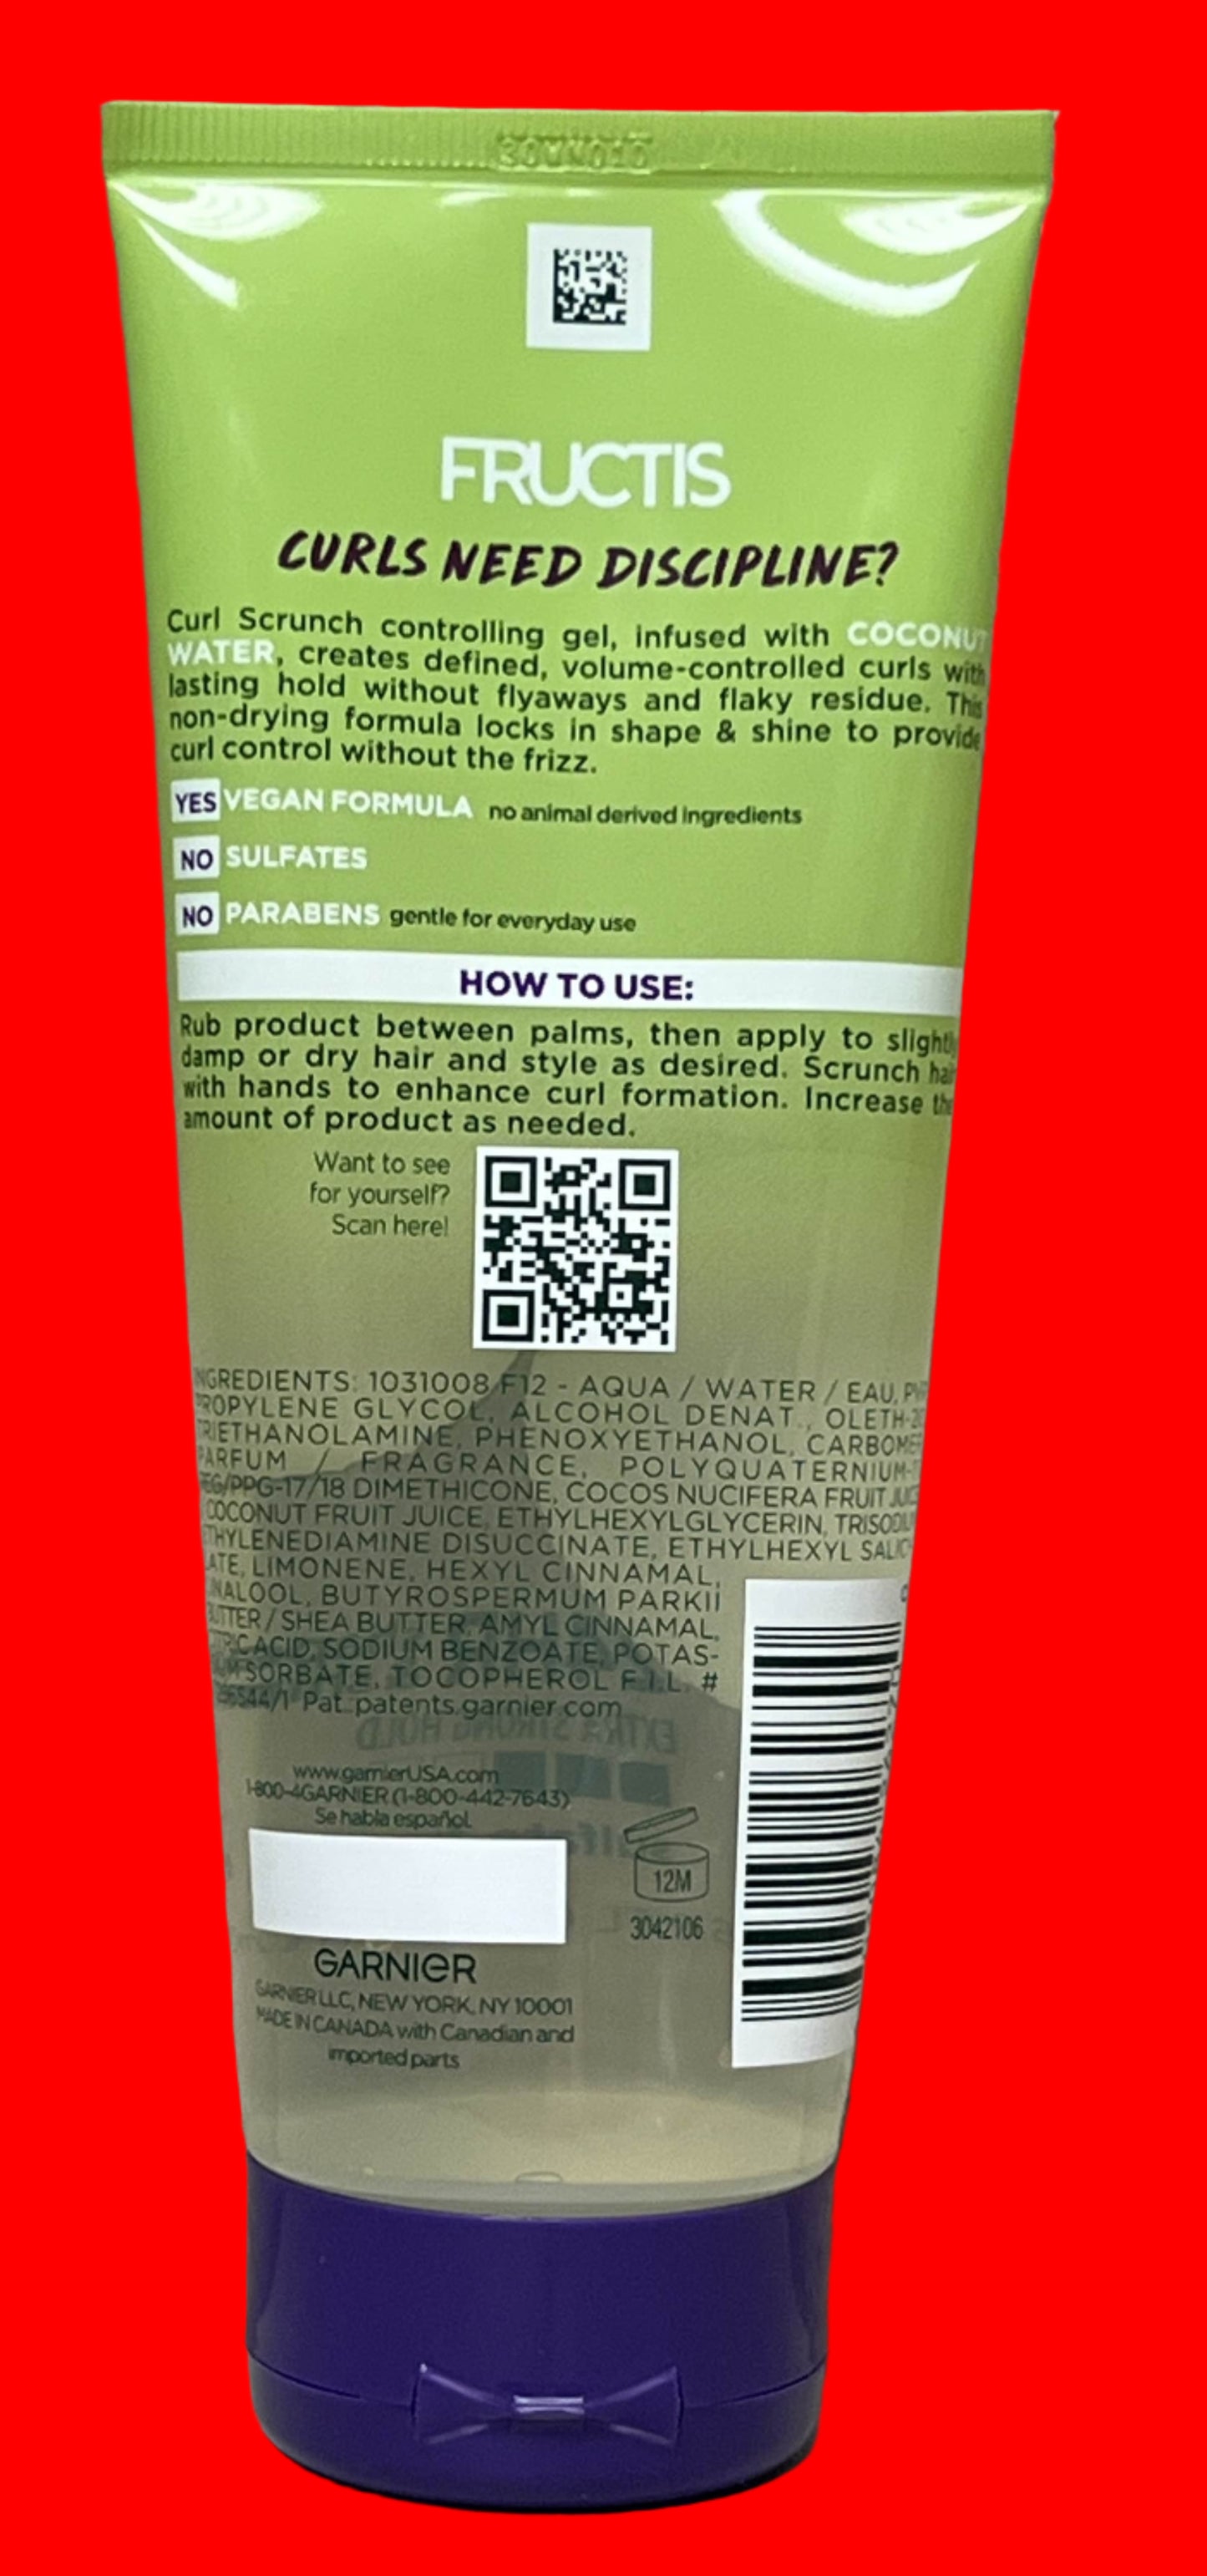 FRUCTIS
CURLS NEED DISCIPLINE?
Curl Scrunch controlling gel, infused with COCONUT
WATER, creates defined, volume-controlled curls with
lasting hold without flyaways and flaky residue. This
non-drying formula locks in shape & shine to provide
curl control without the frizz.
YES VEGAN FORMULA no animal derived ingredients
NO SULFATES
NO PARABENS gentle for everyday use
HOW TO USE:
Rub product between palms, then apply to slightly
damp or dry hair and style as desired. Scrunch hair
with hands to enhance curl formation. Increase the
amount of product as needed.
Want to see
for yourself?
Scan here!
INGREDIENTS: 1031008 F12 - AQUA / WATER / EAU,
PROPYLENE GLYCOL, ALCOHOL DENAT., OLETH-20
TRIETHANOLAMINE, PHENOXYETHANOL, CARBOMER
PARFUM / FRAGRANCE, POLYQUATERNIUM-
PEG/PPG-17/18 DIMETHICONE, COCOS NUCIFERA FRUIT JUICE
COCONUT FRUIT JUICE, ETHYLHEXYLGLYCERIN, TRISODIUM
ETHYLENEDIAMINE DISUCCINATE, ETHYLHEXYL SALIC-
LATE, LIMONENE, HEXYL CINNAMAL,
LINALOOL, BUTYROSPERMUM PARKII
BUTTER / SHEA BUTTER, AMYL CINNAMAL,
CITRIC ACID, SODIUM BENZOATE, POTAS-
SIUM SORBATE, TOCOPHEROL F.I.L. #
Pat. patents.garnier.com
EXTRA STRONG HOLD
www.garnierUSA.com
1-800-4GARNIER (1-800-442-7643)
Se habla español.
12M
3042106
GARNIER
GARNIER LLC, NEW YORK, NY 10001
MADE IN CANADA with Canadian and
imported parts